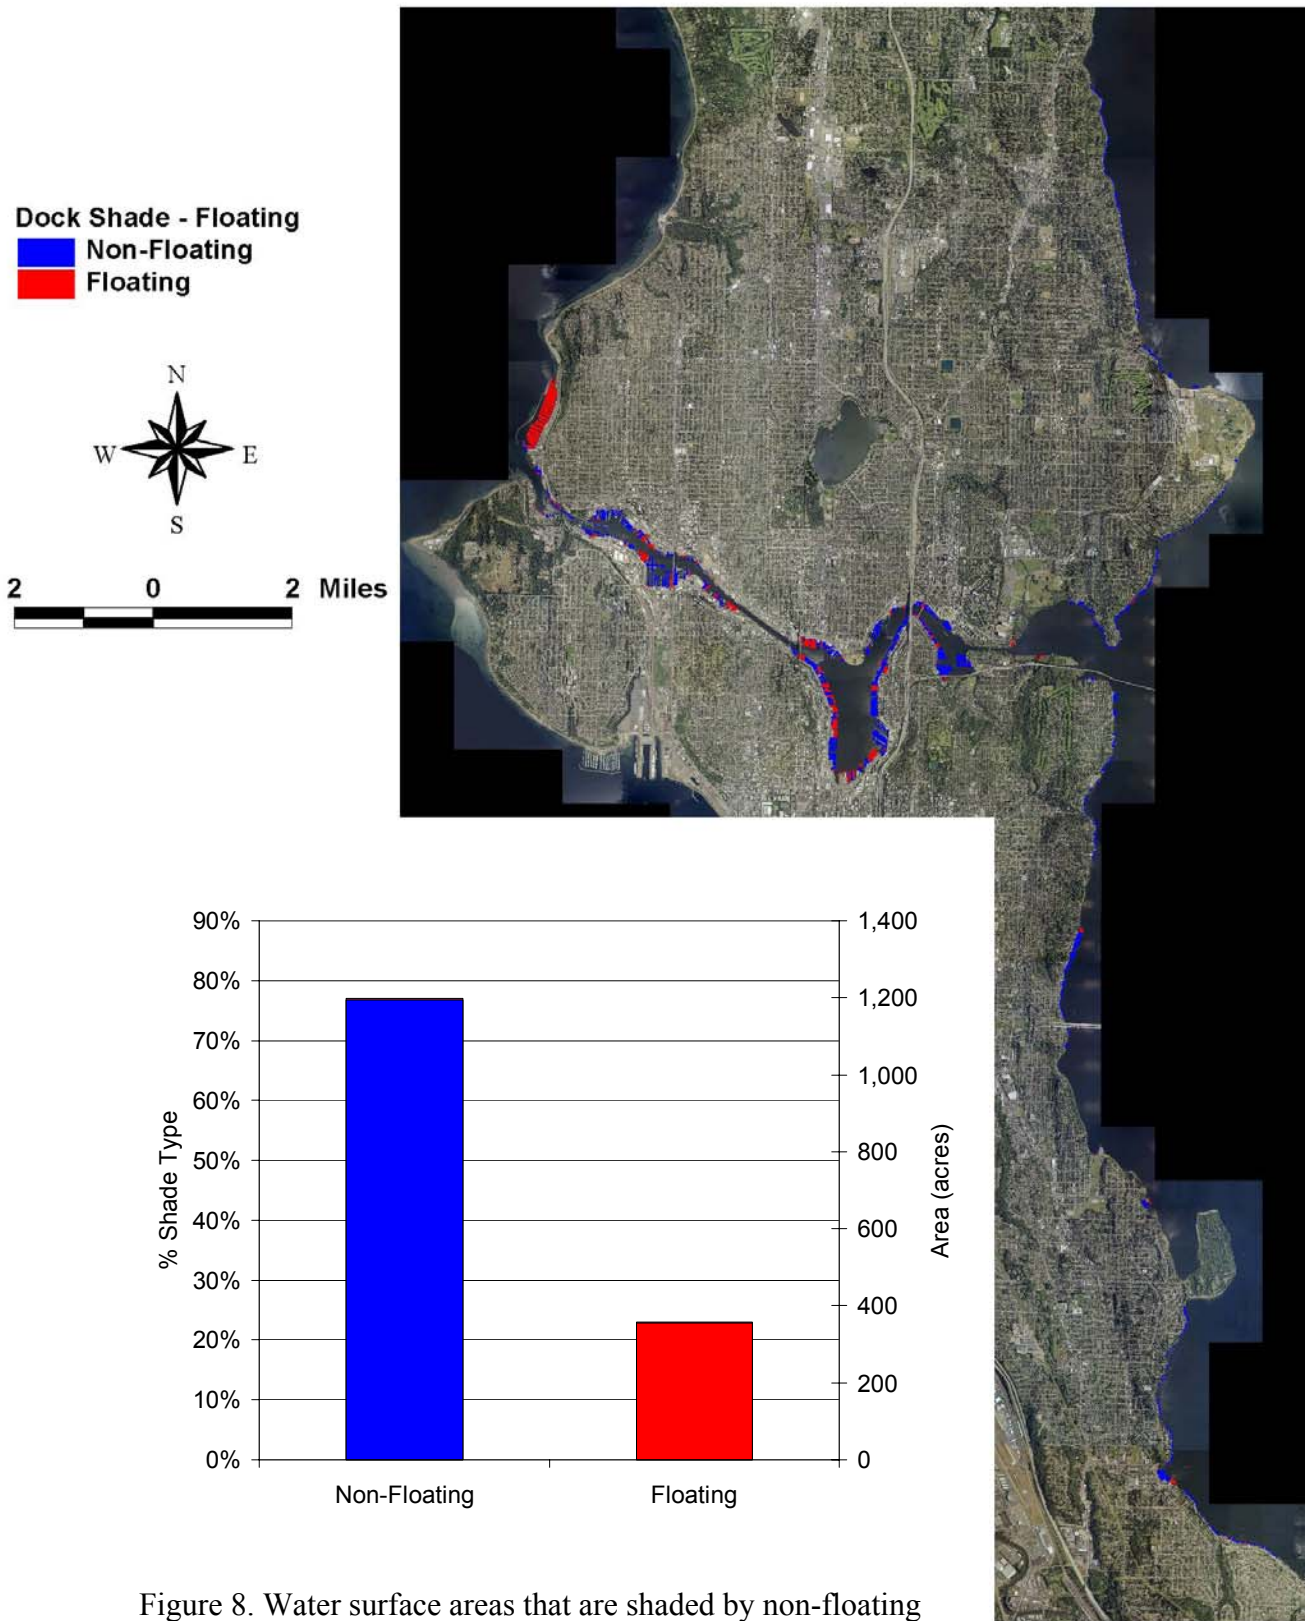 Dock Shade - Floating
Non-Floating
Floating
N
W E
S
2 0 2 Miles
90%
80%
70%
60%
50%
40%
30%
20%
10%
0%
% Shade Type
1,400
1,200
1,000
800
600
400
200
0
Area (acres)
Non-Floating Floating
Figure 8. Water surface areas that are shaded by non-floating